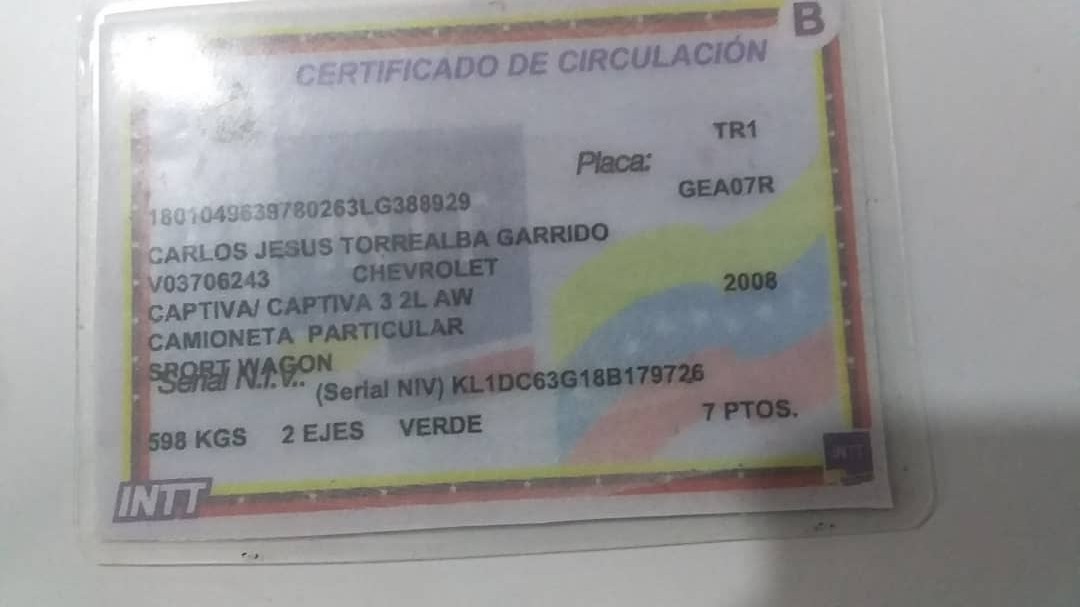 B
CERTIFICADO DE CIRCULACIÓN
TR1
Placa:
GEA07R
1801049639780263LG388929
CARLOS JESUS TORREALBA GARRIDO
V03706243 CHEVROLET
CAPTIVA/ CAPTIVA 3 2L AW 2008
CAMIONETA PARTICULAR
SPORT WAGON
Serial N.I.V.. (Serial NIV) KL1DC63G18B179726
598 KGS 2 EJES VERDE 7 PTOS.
INTT
INTT